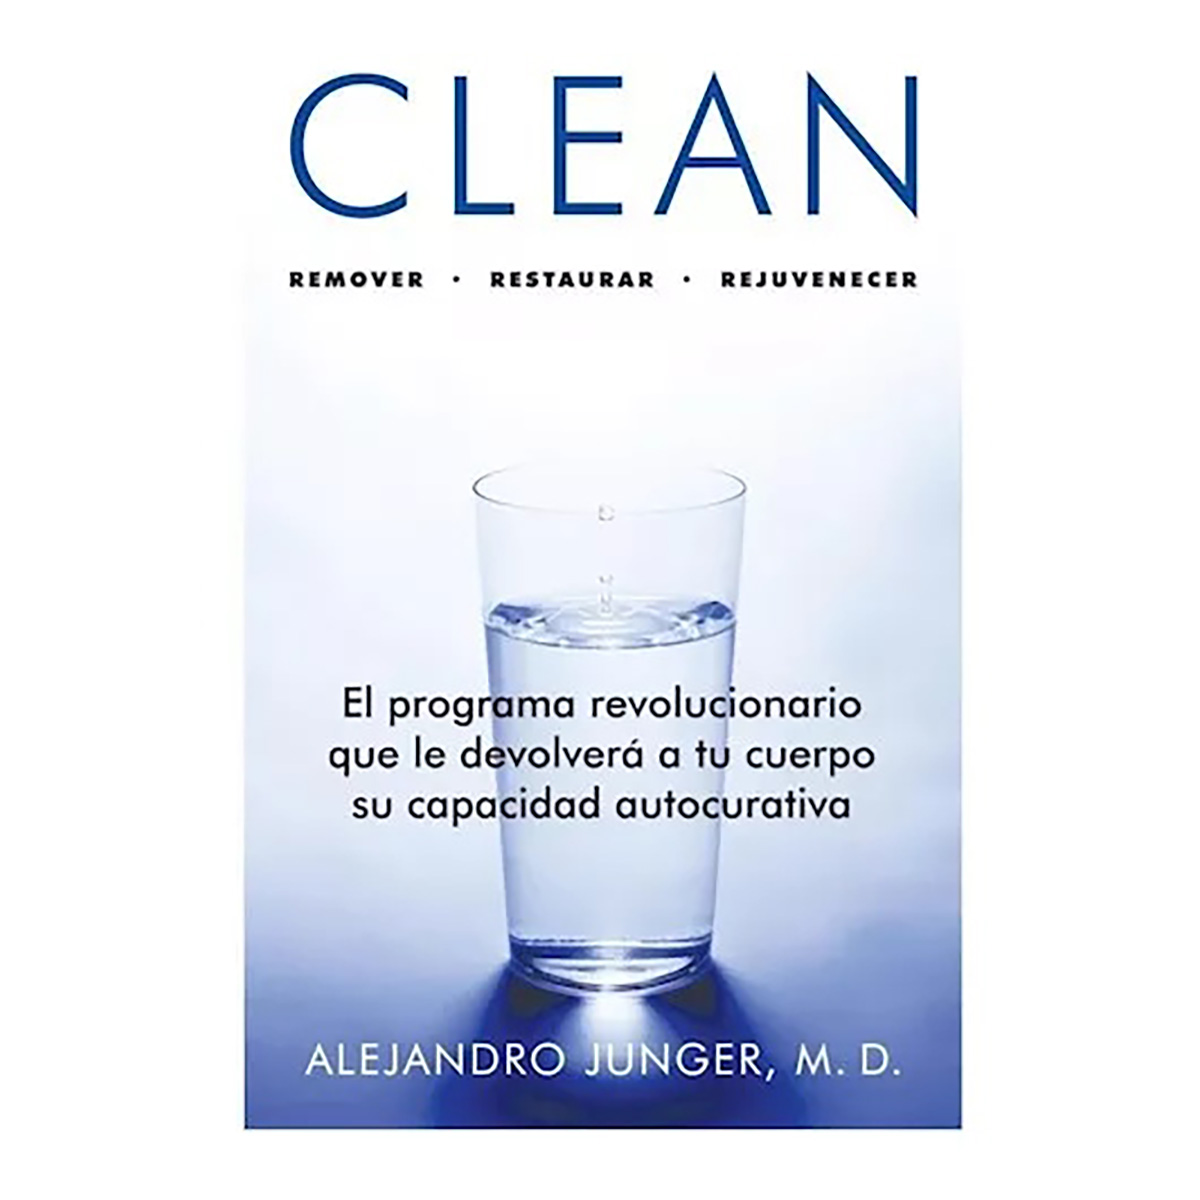 CLEAN
REMOVER • RESTAURAR • REJUVENECER
El programa revolucionario
que le devolverá a tu cuerpo
su capacidad autocurativa
ALEJANDRO JUNGER, M. D.